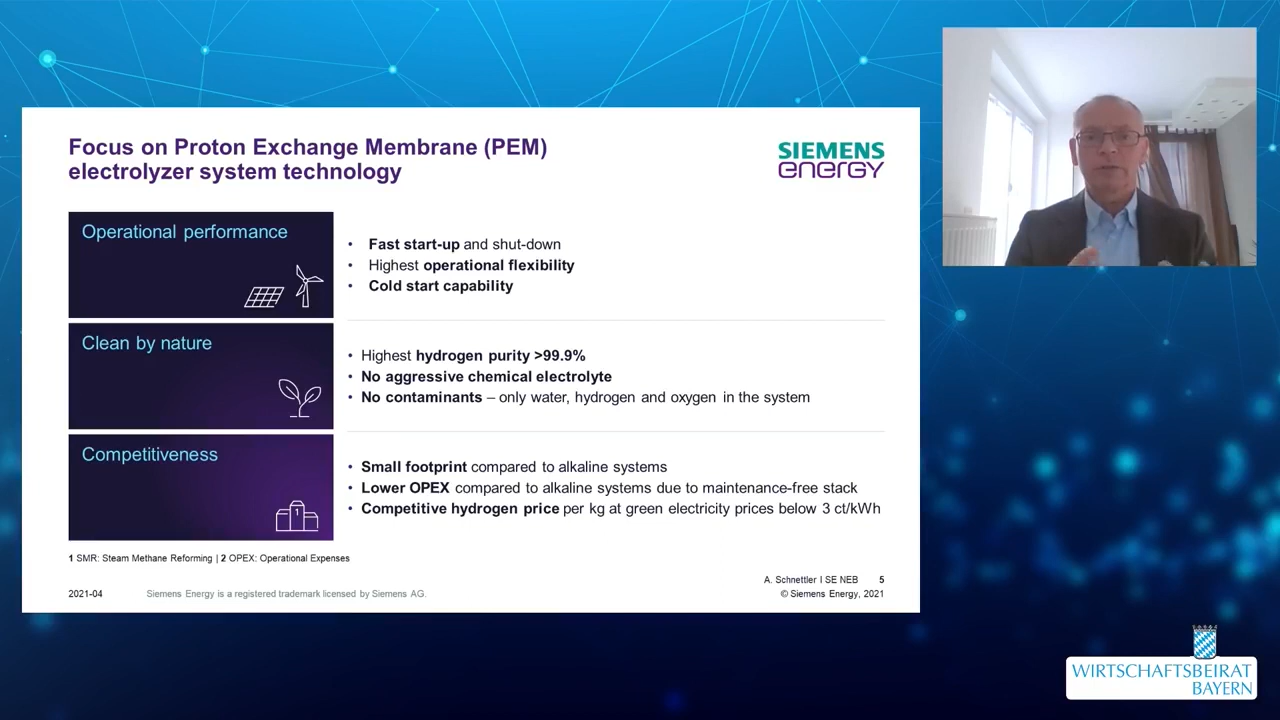 Focus on Proton Exchange Membrane (PEM)
electrolyzer system technology
SIEMENS
energy
Operational performance
• Fast start-up and shut-down
• Highest operational flexibility
• Cold start capability
Clean by nature
• Highest hydrogen purity >99.9%
• No aggressive chemical electrolyte
• No contaminants – only water, hydrogen and oxygen in the system
Competitiveness
1
• Small footprint compared to alkaline systems
• Lower OPEX compared to alkaline systems due to maintenance-free stack
• Competitive hydrogen price per kg at green electricity prices below 3 ct/kWh
1 SMR: Steam Methane Reforming | 2 OPEX: Operational Expenses
A. Schnettler I SE NEB 5
2021-04 Siemens Energy is a registered trademark licensed by Siemens AG. © Siemens Energy, 2021
WIRTSCHAFTSBEIRAT
BAYERN